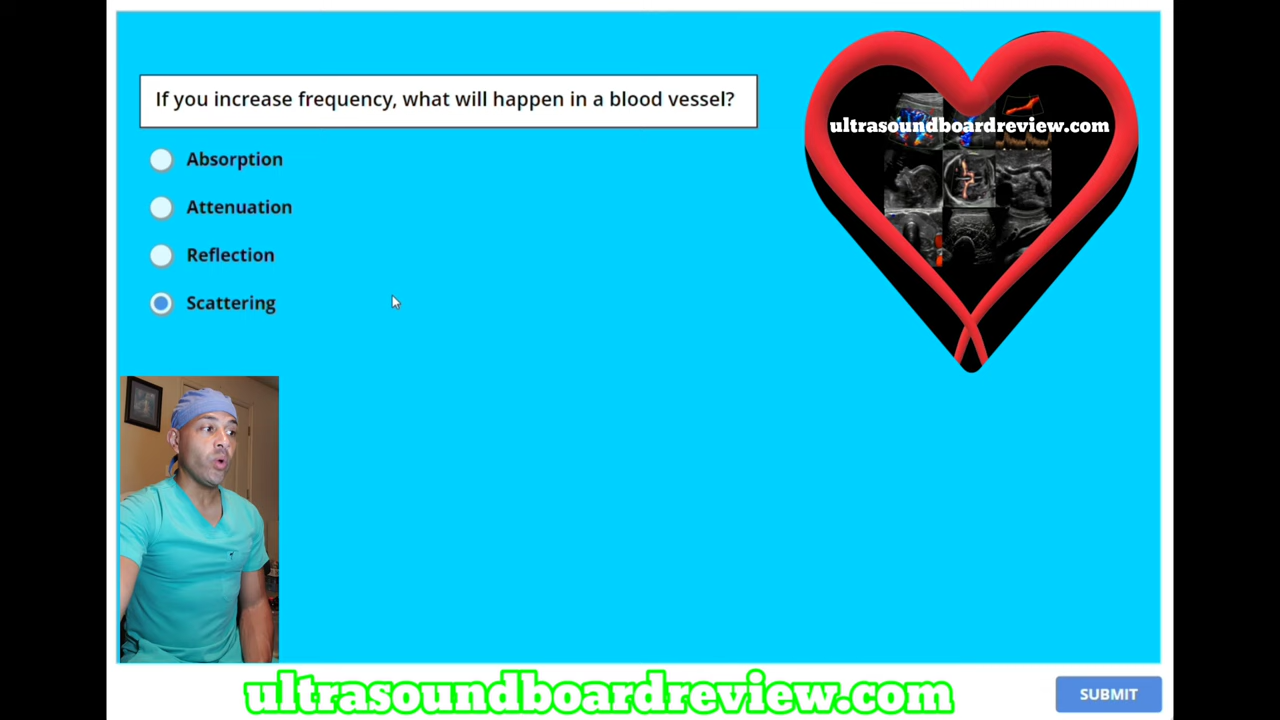 If you increase frequency, what will happen in a blood vessel?
Absorption
Attenuation
Reflection
Scattering
ultrasoundboardreview.com
ultrasoundboardreview.com
SUBMIT